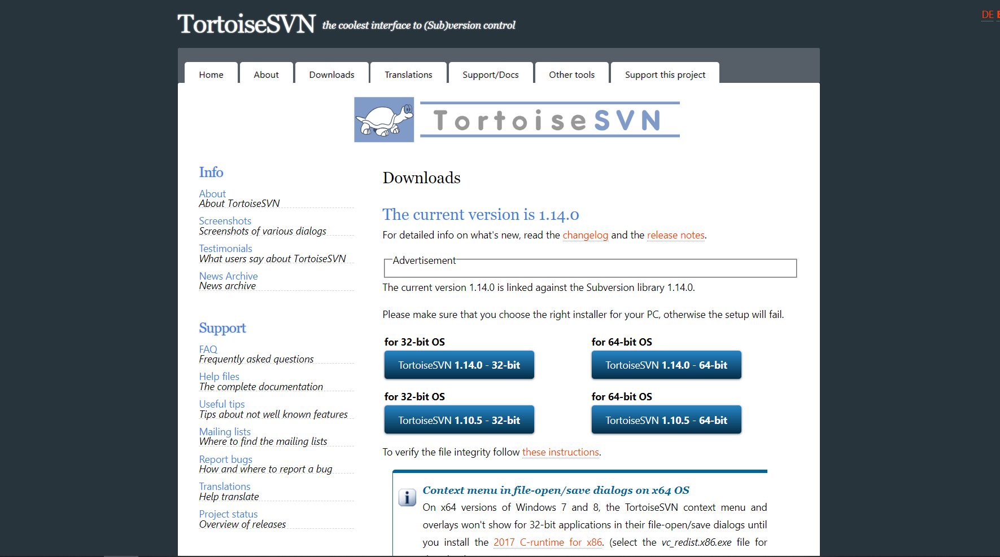 TortoiseSVN the coolest interface to (Sub)version control
DE
Home About Downloads Translations Support/Docs Other tools Support this project
TortoiseSVN
Info
About
About TortoiseSVN
Screenshots
Screenshots of various dialogs
Testimonials
What users say about TortoiseSVN
News Archive
News archive
Support
FAQ
Frequently asked questions
Help files
The complete documentation
Useful tips
Tips about not well known features
Mailing lists
Where to find the mailing lists
Report bugs
How and where to report a bug
Translations
Help translate
Project status
Overview of releases
Downloads
The current version is 1.14.0
For detailed info on what's new, read the changelog and the release notes.
Advertisement
The current version 1.14.0 is linked against the Subversion library 1.14.0.
Please make sure that you choose the right installer for your PC, otherwise the setup will fail.
for 32-bit OS for 64-bit OS
TortoiseSVN 1.14.0 - 32-bit TortoiseSVN 1.14.0 - 64-bit
for 32-bit OS for 64-bit OS
TortoiseSVN 1.10.5 - 32-bit TortoiseSVN 1.10.5 - 64-bit
To verify the file integrity follow these instructions.
Context menu in file-open/save dialogs on x64 OS
On x64 versions of Windows 7 and 8, the TortoiseSVN context menu and
overlays won't show for 32-bit applications in their file-open/save dialogs until
you install the 2017 C-runtime for x86. (select the vc_redist.x86.exe file for